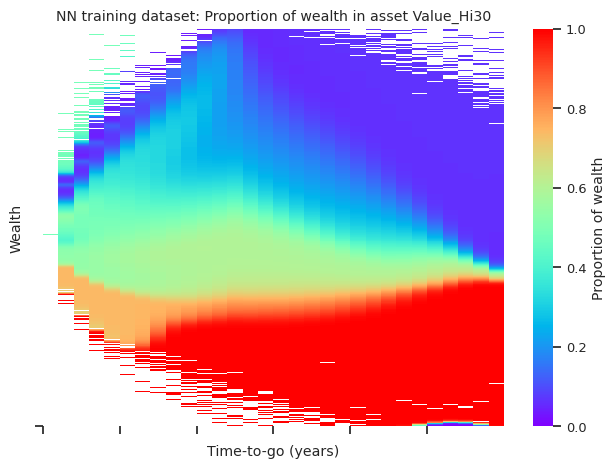 NN training dataset: Proportion of wealth in asset Value_Hi30
Wealth
Time-to-go (years)
1.0
0.8
0.6
0.4
0.2
0.0
Proportion of wealth